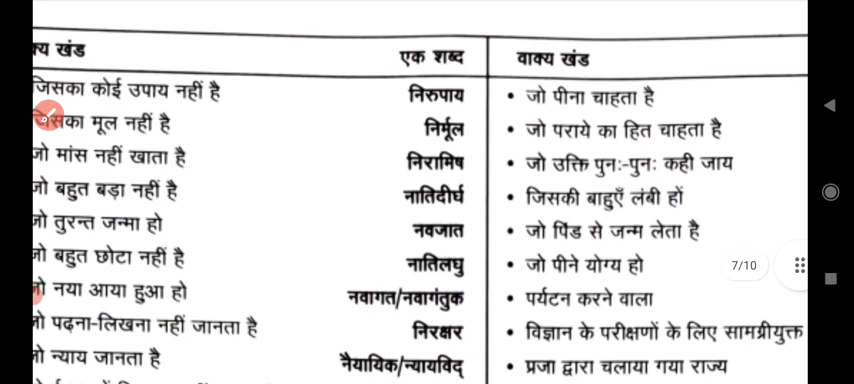 क्य खंड एक शब्द वाक्य खंड
जिसका कोई उपाय नहीं है निरुपाय • जो पीना चाहता है
जिसका मूल नहीं है निर्मूल • जो पराये का हित चाहता है
जो मांस नहीं खाता है निरामिष • जो उक्ति पुनः-पुनः कही जाय
जो बहुत बड़ा नहीं है नातिदीर्घ • जिसकी बाहुएँ लंबी हों
जो तुरन्त जन्मा हो नवजात • जो पिंड से जन्म लेता है
जो बहुत छोटा नहीं है नातिलघु • जो पीने योग्य हो 7/10
जो नया आया हुआ हो नवागत/नवागंतुक • पर्यटन करने वाला
जो पढ़ना-लिखना नहीं जानता है निरक्षर • विज्ञान के परीक्षणों के लिए सामग्रीयुक्त
जो न्याय जानता है नैयायिक/न्यायविद् • प्रजा द्वारा चलाया गया राज्य